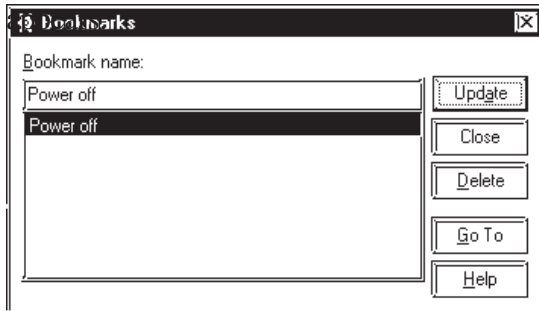 Bookmarks
Bookmark name:
Power off
Power off
Update
Close
Delete
Go To
Help